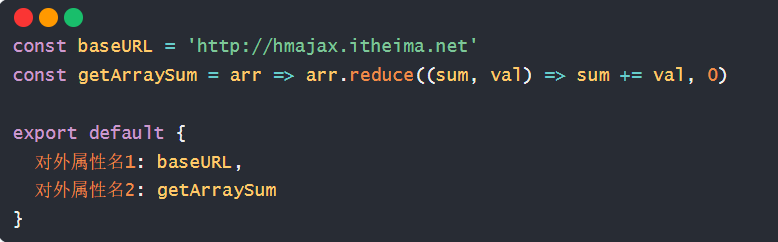 const baseURL = 'http://hmajax.itheima.net'
const getArraySum = arr => arr.reduce((sum, val) => sum += val, 0)
export default {
  对外属性名1: baseURL,
  对外属性名2: getArraySum
}